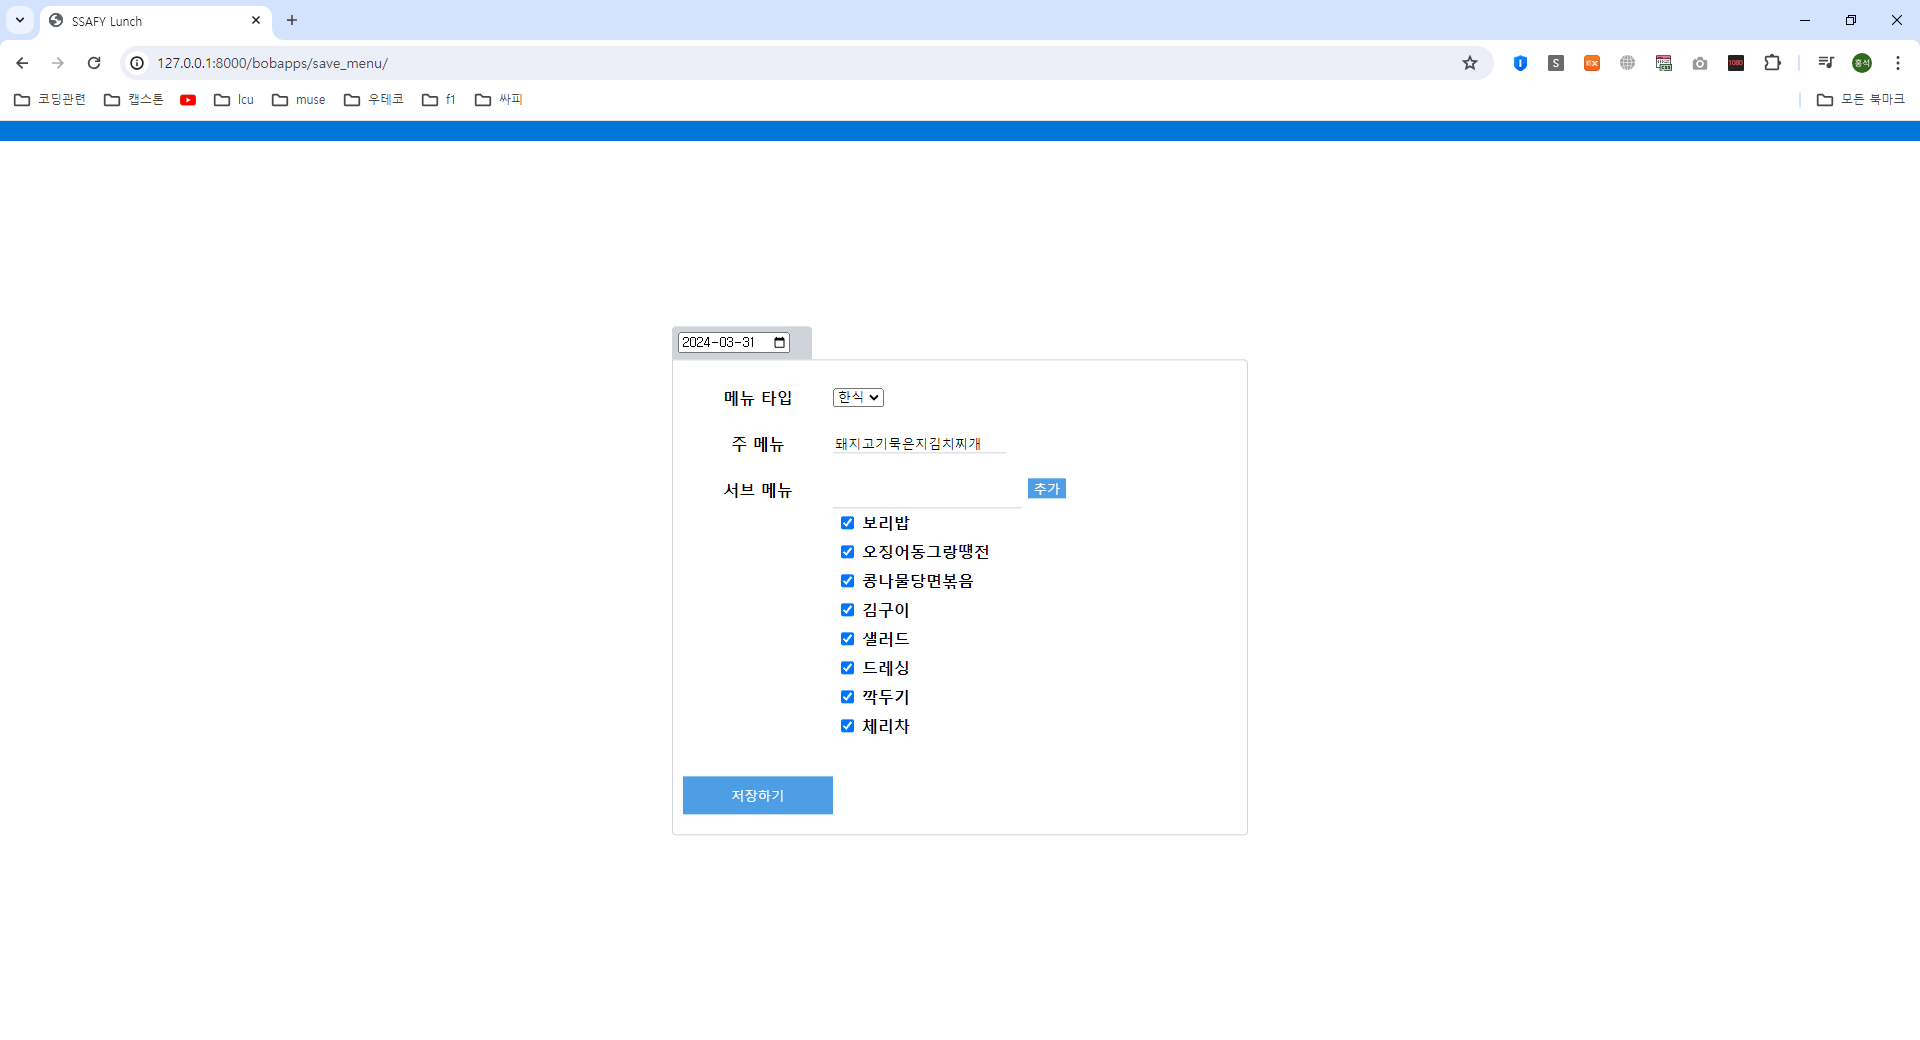 SSAFY Lunch
127.0.0.1:8000/bobapps/save_menu/
코딩관련 캡스톤 lcu muse 우테코 f1 싸피 모든 북마크
2024-03-31
메뉴 타입 한식
주 메뉴 돼지고기묵은지김치찌개
서브 메뉴 추가
보리밥
오징어동그랑땡전
콩나물당면볶음
김구이
샐러드
드레싱
깍두기
체리차
저장하기